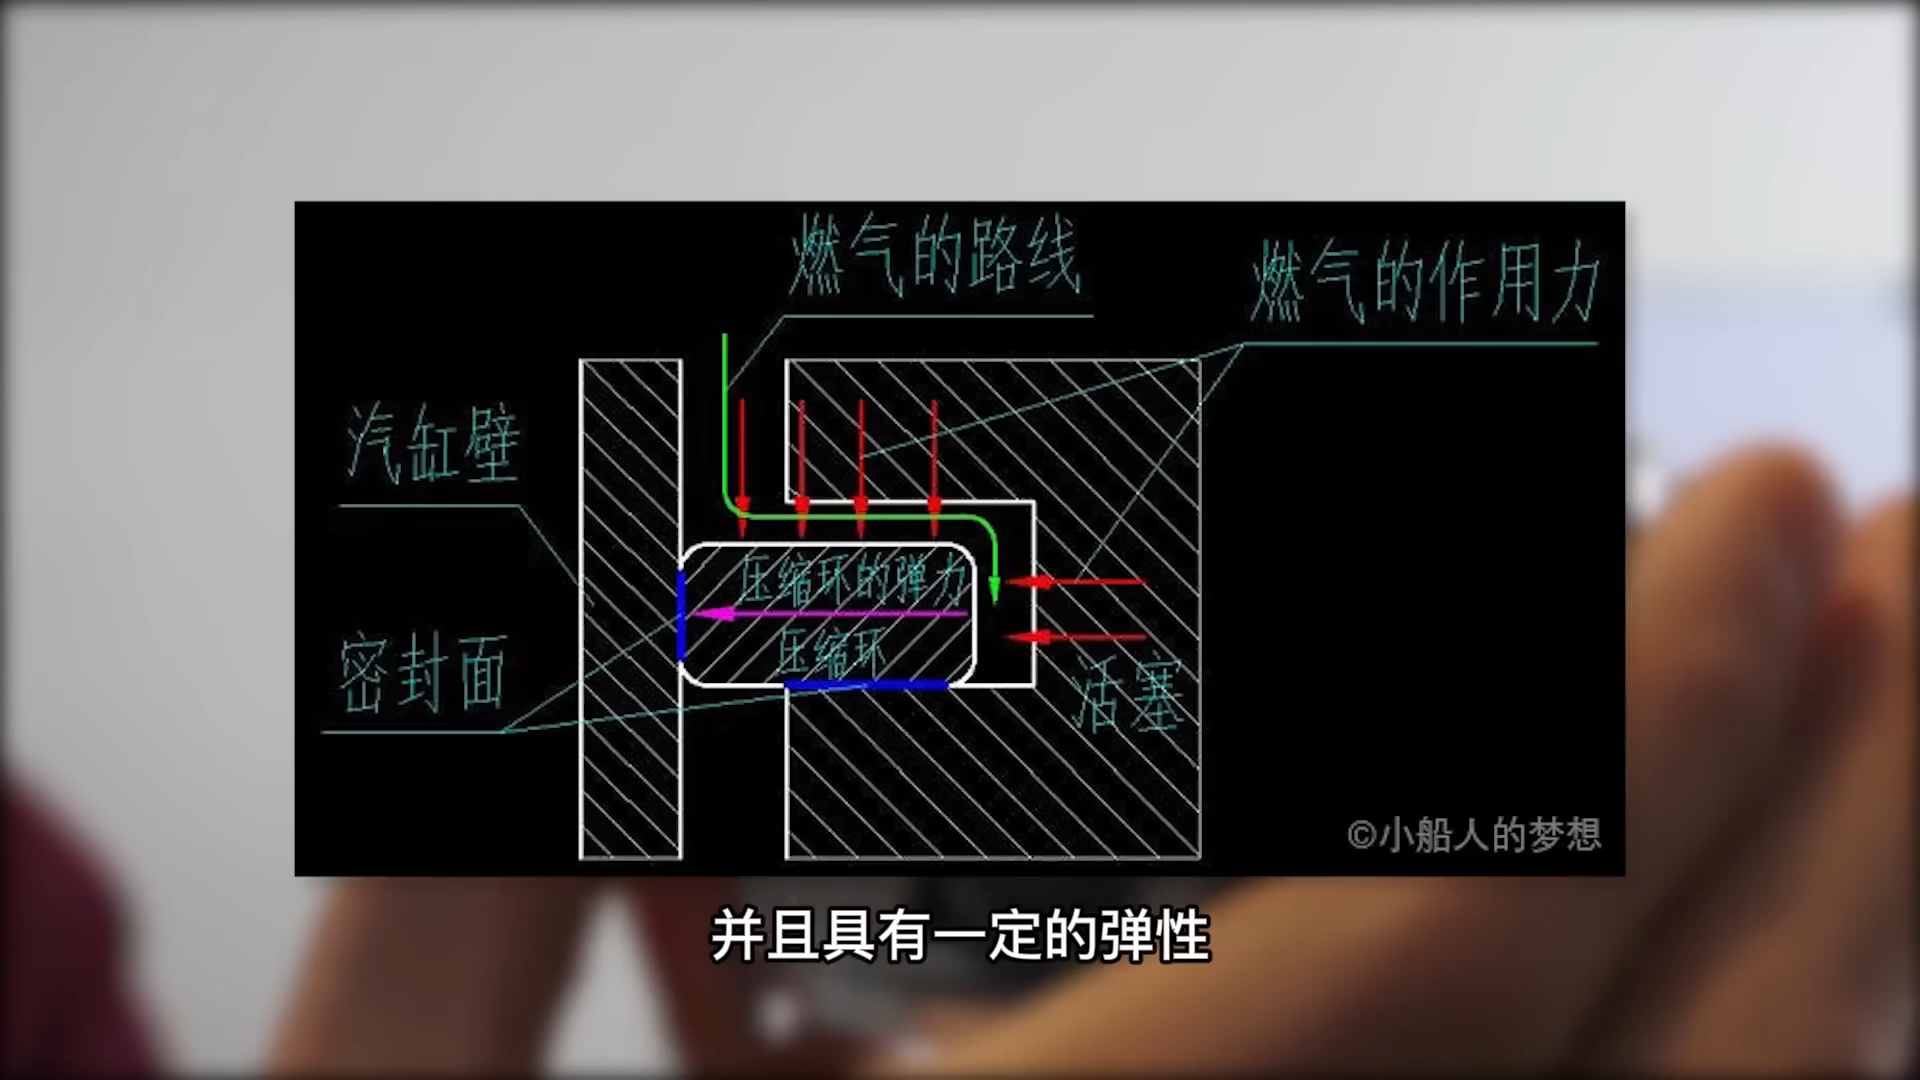 燃气的路线
燃气的作用力
汽缸壁
压缩环的弹力
压缩环
密封面
活塞
©小船人的梦想
并且具有一定的弹性